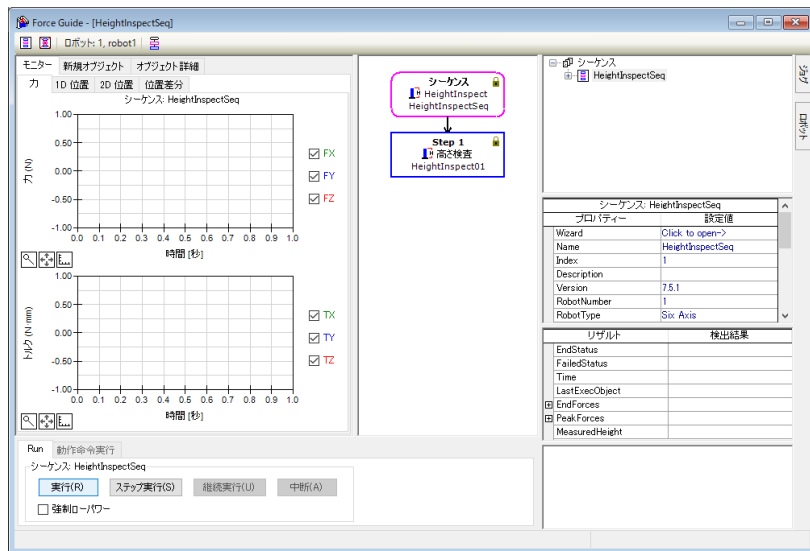 Force Guide - [HeightInspectSeq]
ロボット: 1, robot1
モニター 新規オブジェクト オブジェクト詳細
力 1D 位置 2D 位置 位置差分
シーケンス: HeightInspectSeq
1.00
0.50
0.00
-0.50
-1.00
力 (N)
0.0 0.1 0.2 0.3 0.4 0.5 0.6 0.7 0.8 0.9 1.0
時間 [秒]
FX
FY
FZ
1.00
0.50
0.00
-0.50
-1.00
トルク (N·mm)
0.0 0.1 0.2 0.3 0.4 0.5 0.6 0.7 0.8 0.9 1.0
時間 [秒]
TX
TY
TZ
シーケンス
HeightInspect
HeightInspectSeq
Step 1
高さ検査
HeightInspect01
シーケンス
HeightInspectSeq
ジョグ
ロボット
シーケンス: HeightInspectSeq
プロパティー 設定値
Wizard Click to open->
Name HeightInspectSeq
Index 1
Description
Version 7.5.1
RobotNumber 1
RobotType Six Axis
リザルト 検出結果
EndStatus
FailedStatus
Time
LastExecObject
EndForces
PeakForces
MeasuredHeight
Run 動作命令実行
シーケンス: HeightInspectSeq
実行(R) ステップ実行(S) 継続実行(U) 中断(A)
強制ローパワー